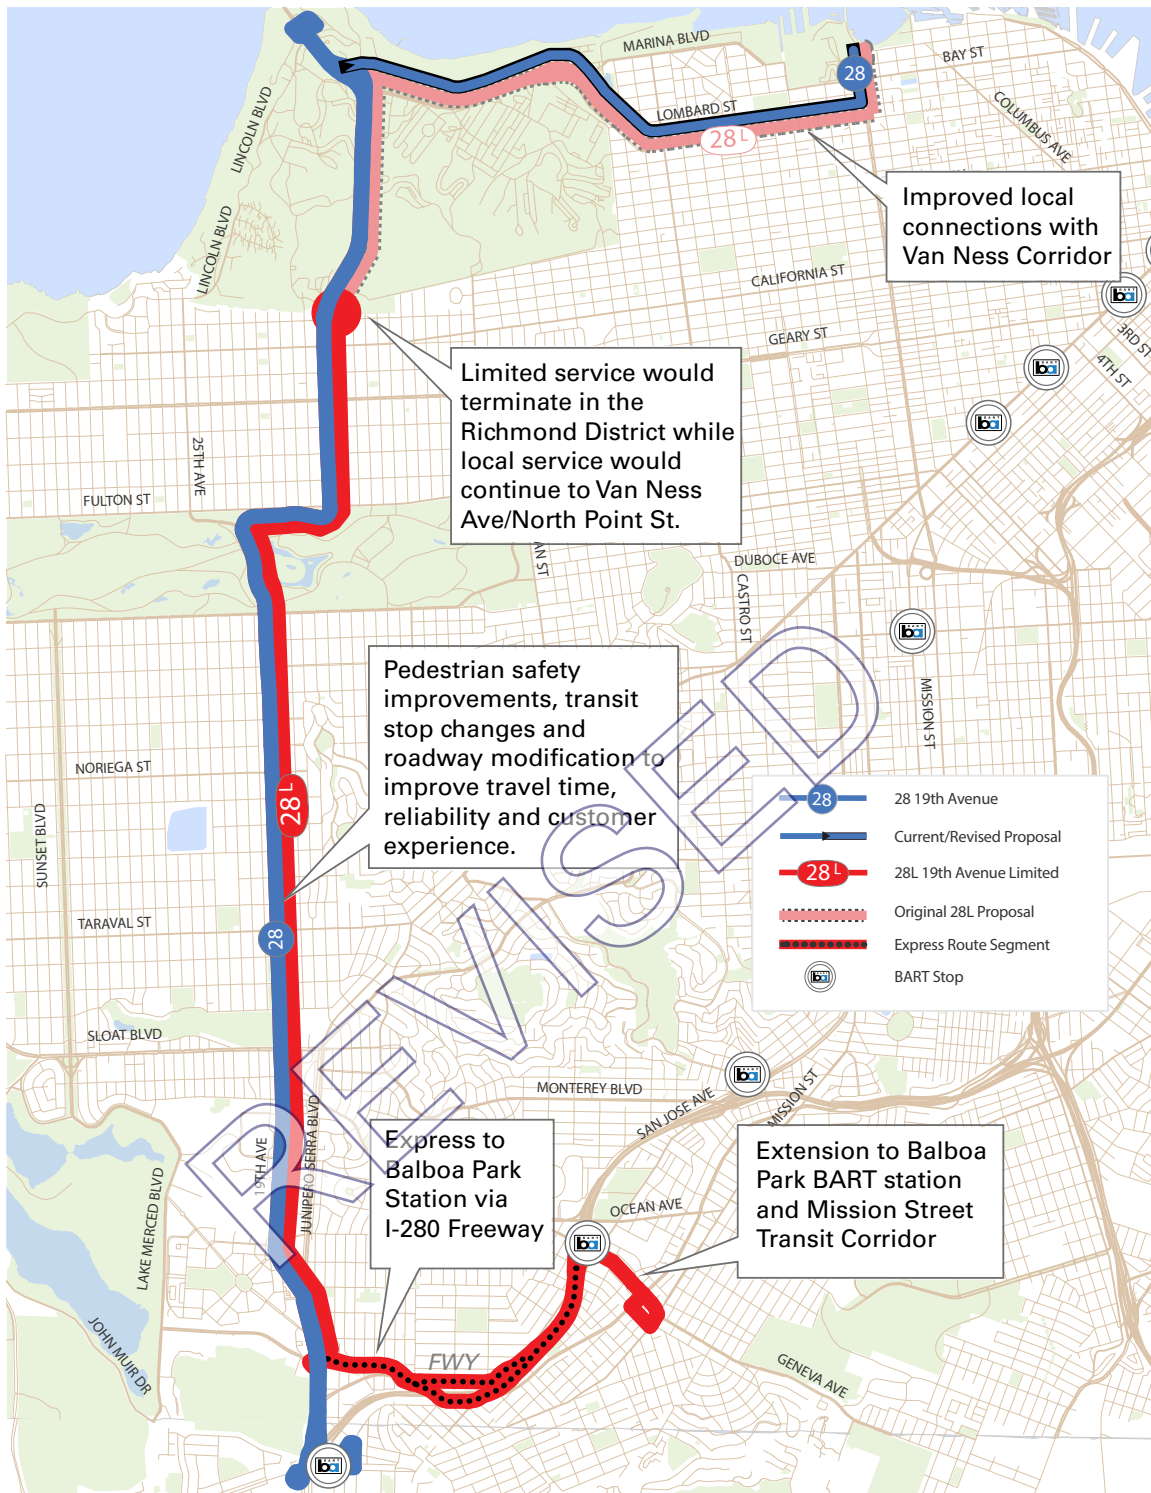 MARINA BLVD
BAY ST
28
COLUMBUS AVE
LINCOLN BLVD
LOMBARD ST
28 L
Improved local
connections with
Van Ness Corridor
LINCOLN BLVD
CALIFORNIA ST
3RD ST
GEARY ST
4TH ST
Limited service would
terminate in the
Richmond District while
local service would
continue to Van Ness
Ave/North Point St.
25TH AVE
FULTON ST
AN ST
DUBOCE AVE
CASTRO ST
Pedestrian safety
improvements, transit
stop changes and
roadway modification to
improve travel time,
reliability and customer
experience.
MISSION ST
NORIEGA ST
28 L
SUNSET BLVD
28 28 19th Avenue
Current/Revised Proposal
28 L 28L 19th Avenue Limited
Original 28L Proposal
Express Route Segment
ba BART Stop
TARAVAL ST
28
REVISED
SLOAT BLVD
MONTEREY BLVD
SAN JOSE AVE
MISSION ST
19TH AVE
JUNIPERO SERRA BLVD
LAKE MERCED BLVD
Express to
Balboa Park
Station via
I-280 Freeway
Extension to Balboa
Park BART station
and Mission Street
Transit Corridor
OCEAN AVE
JOHN MUIR DR
FWY
GENEVA AVE